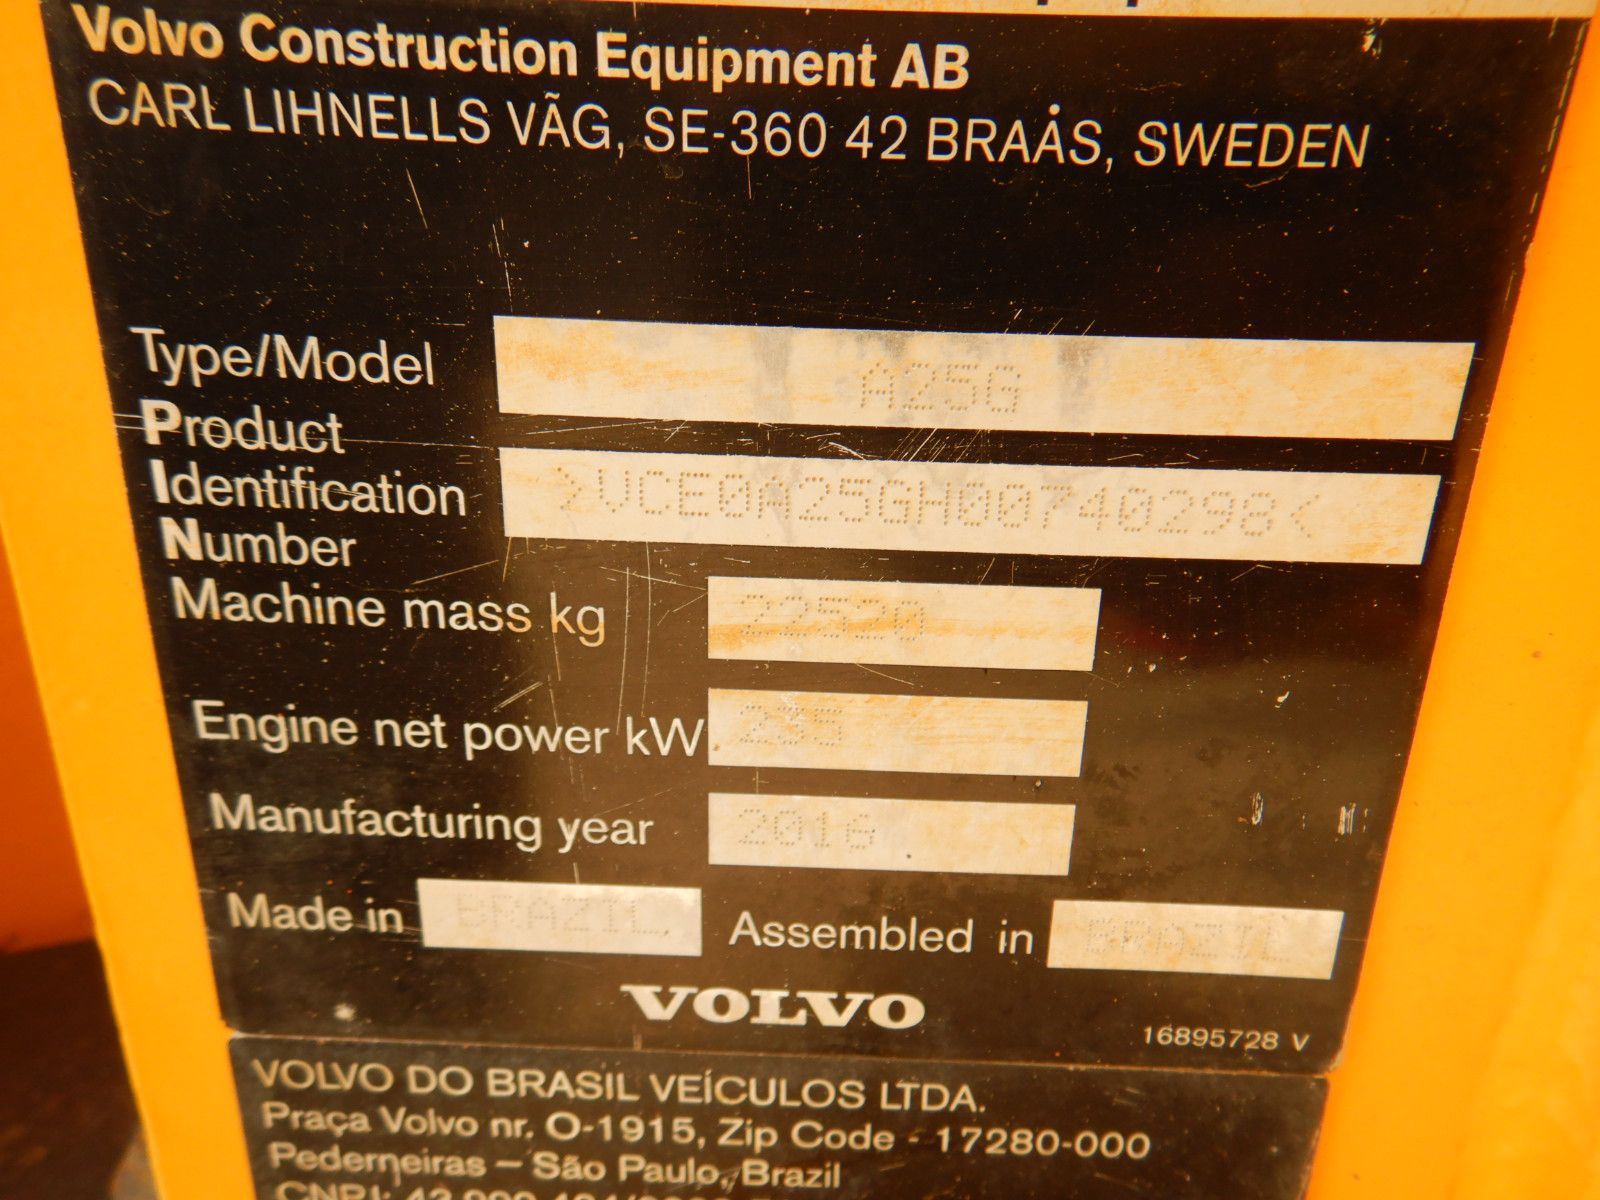 Volvo Construction Equipment AB
CARL LIHNELLS VÃG, SE-360 42 BRAÅS, SWEDEN
Type/Model A25G
Product
Identification >VCE0A25GH00740298<
Number
Machine mass kg 22520
Engine net power kW 235
Manufacturing year 2016
Made in BRAZIL Assembled in BRAZIL
VOLVO
16895728 V
VOLVO DO BRASIL VEÍCULOS LTDA.
Praça Volvo nr. O-1915, Zip Code - 17280-000
Pederneiras – São Paulo, Brazil